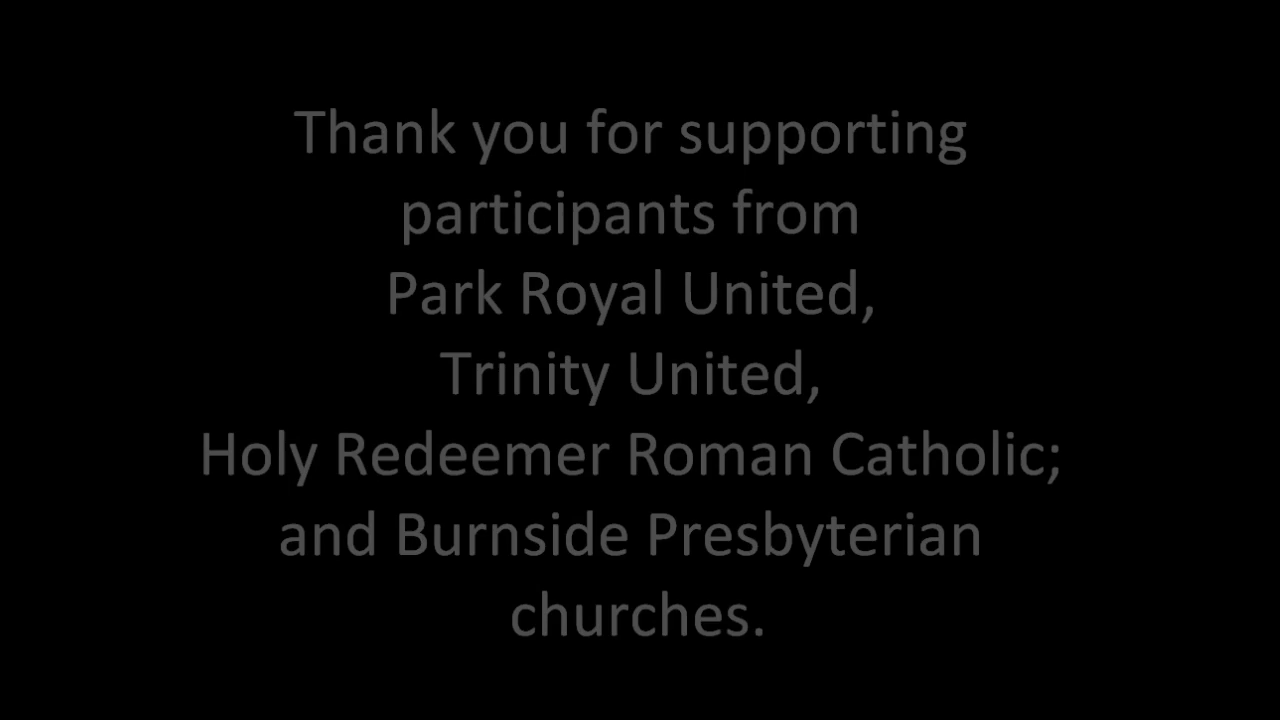 Thank you for supporting
participants from
Park Royal United,
Trinity United,
Holy Redeemer Roman Catholic;
and Burnside Presbyterian
churches.